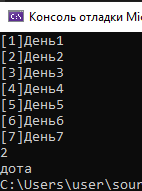 Консоль отладки Mi
[1]День1
[2]День2
[3]День3
[4]День4
[5]День5
[6]День6
[7]День7
2
дота
C:\Users\user\sour